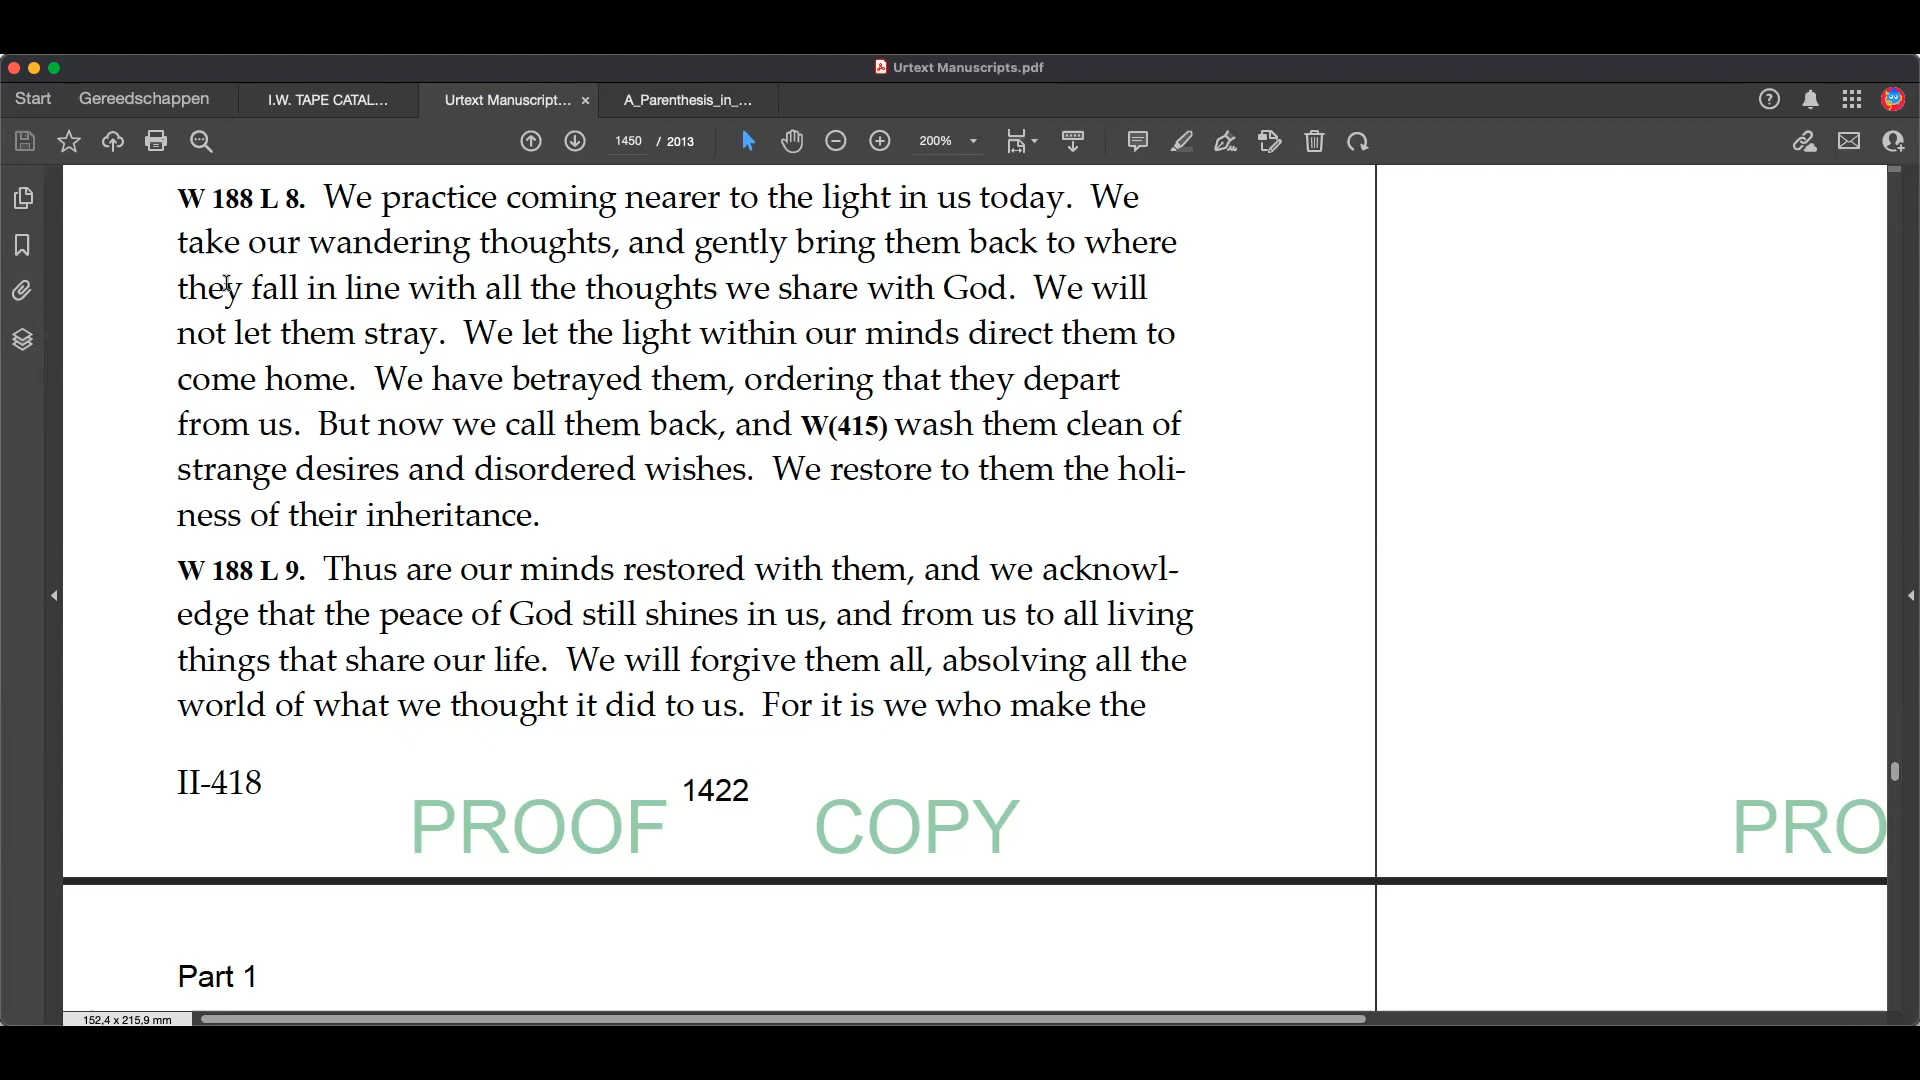 Urtext Manuscripts.pdf
Start Gereedschappen I.W. TAPE CATAL... Urtext Manuscript... × A_Parenthesis_in_...
1450 / 2013 200%
W 188 L 8. We practice coming nearer to the light in us today. We
take our wandering thoughts, and gently bring them back to where
they fall in line with all the thoughts we share with God. We will
not let them stray. We let the light within our minds direct them to
come home. We have betrayed them, ordering that they depart
from us. But now we call them back, and W(415) wash them clean of
strange desires and disordered wishes. We restore to them the holi-
ness of their inheritance.
W 188 L 9. Thus are our minds restored with them, and we acknowl-
edge that the peace of God still shines in us, and from us to all living
things that share our life. We will forgive them all, absolving all the
world of what we thought it did to us. For it is we who make the
II-418 1422
PROOF COPY PRO
Part 1
152,4 x 215,9 mm